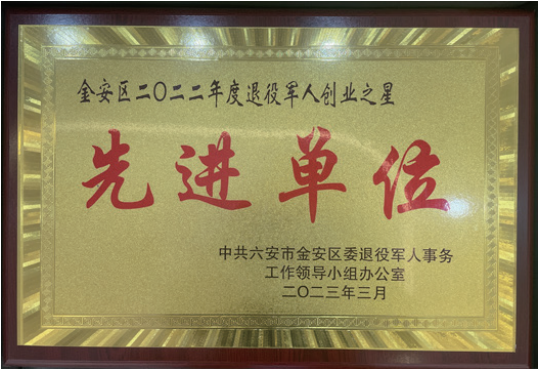 金安区二〇二二年度退役军人创业之星
先进单位
中共六安市金安区委退役军人事务
工作领导小组办公室
二〇二三年三月